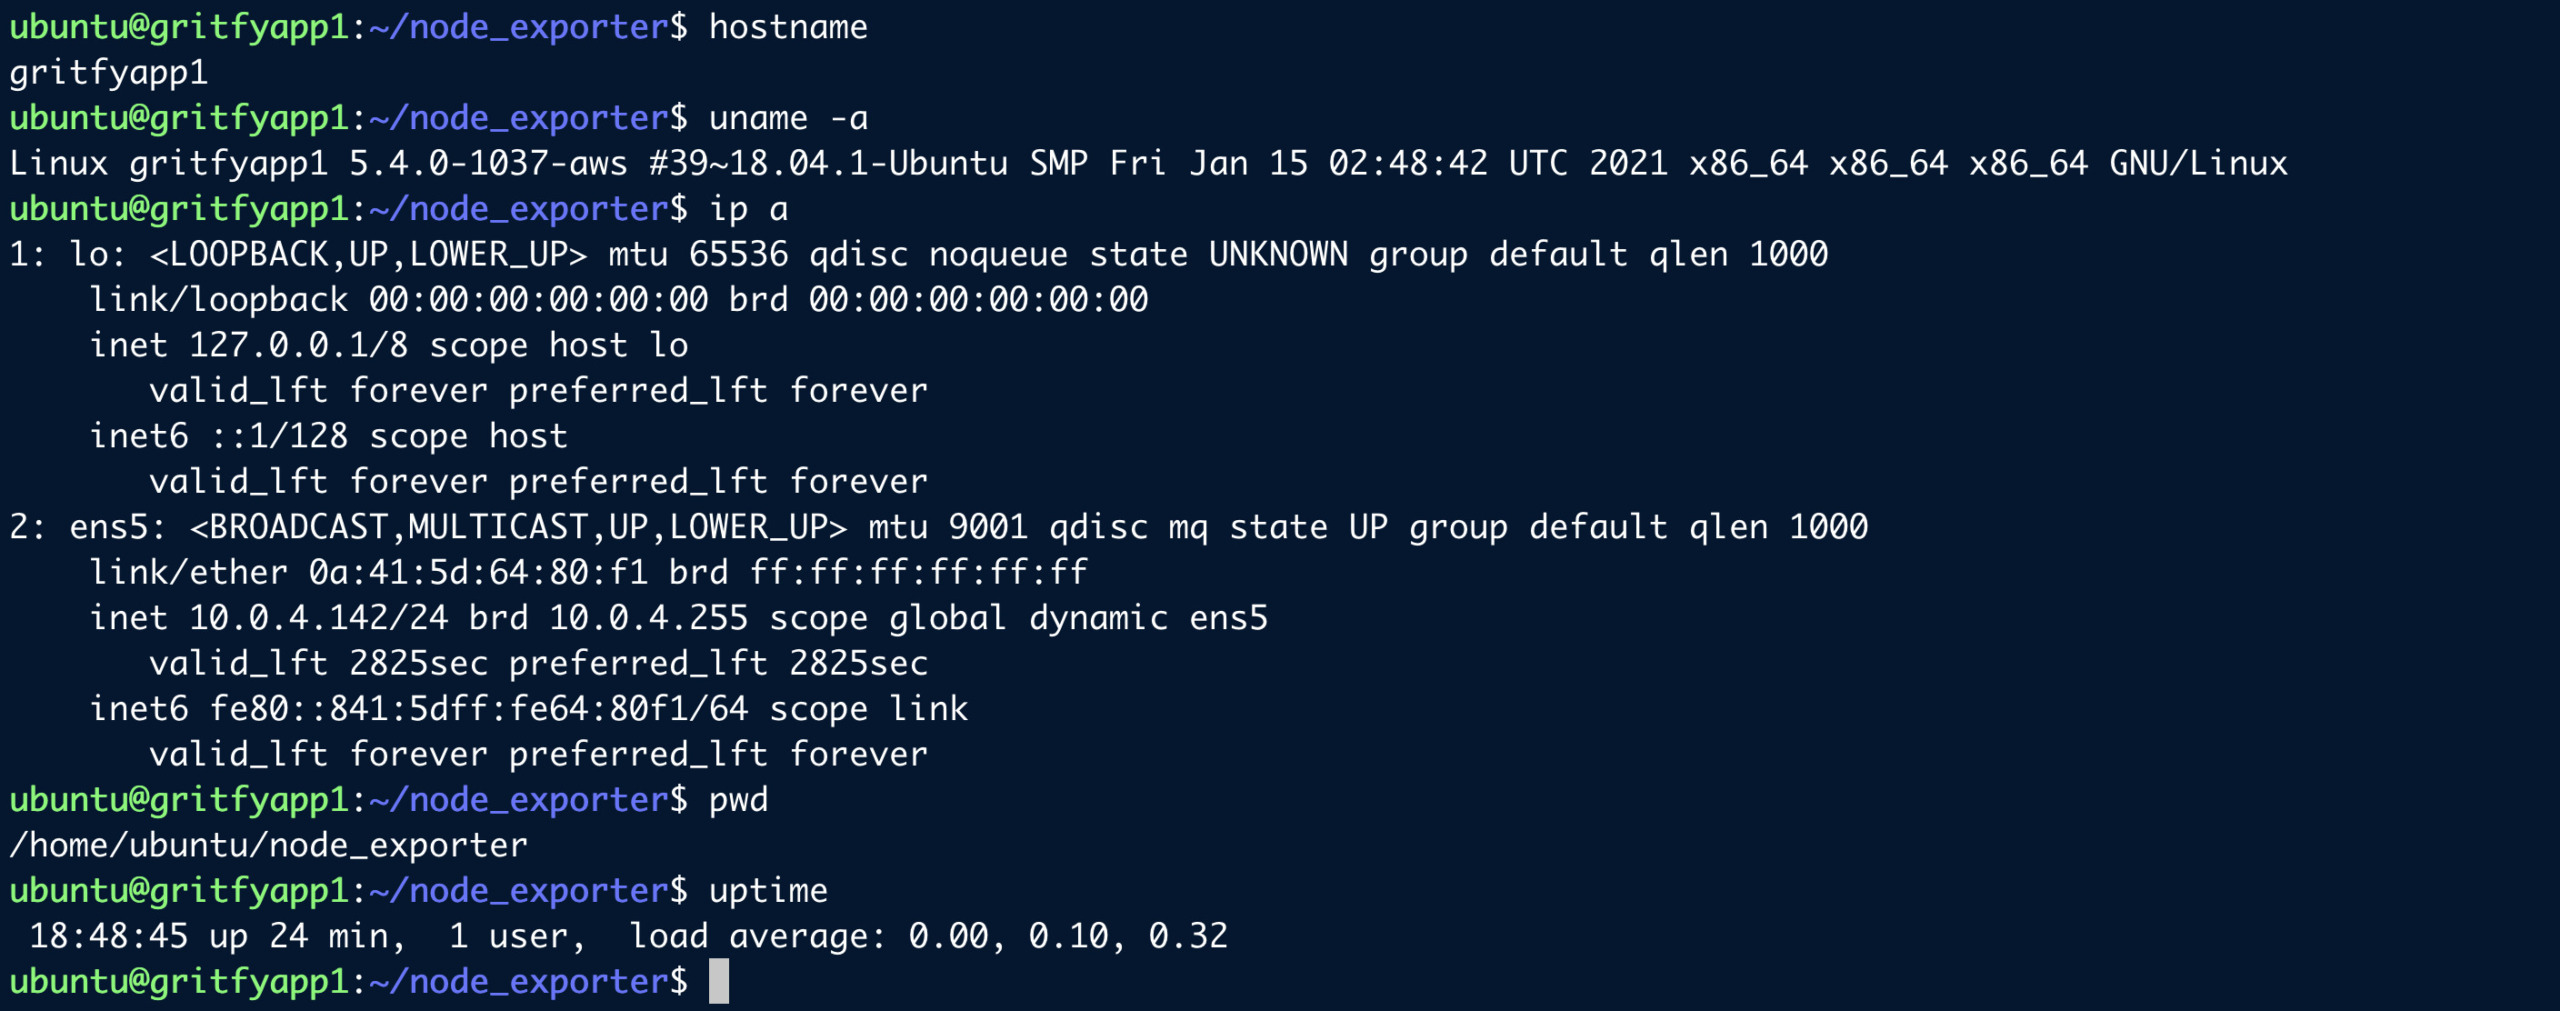 ubuntu@gritfyapp1:~/node_exporter$ hostname
gritfyapp1
ubuntu@gritfyapp1:~/node_exporter$ uname -a
Linux gritfyapp1 5.4.0-1037-aws #39~18.04.1-Ubuntu SMP Fri Jan 15 02:48:42 UTC 2021 x86_64 x86_64 x86_64 GNU/Linux
ubuntu@gritfyapp1:~/node_exporter$ ip a
1: lo: <LOOPBACK,UP,LOWER_UP> mtu 65536 qdisc noqueue state UNKNOWN group default qlen 1000
    link/loopback 00:00:00:00:00:00 brd 00:00:00:00:00:00
    inet 127.0.0.1/8 scope host lo
       valid_lft forever preferred_lft forever
    inet6 ::1/128 scope host
       valid_lft forever preferred_lft forever
2: ens5: <BROADCAST,MULTICAST,UP,LOWER_UP> mtu 9001 qdisc mq state UP group default qlen 1000
    link/ether 0a:41:5d:64:80:f1 brd ff:ff:ff:ff:ff:ff
    inet 10.0.4.142/24 brd 10.0.4.255 scope global dynamic ens5
       valid_lft 2825sec preferred_lft 2825sec
    inet6 fe80::841:5dff:fe64:80f1/64 scope link
       valid_lft forever preferred_lft forever
ubuntu@gritfyapp1:~/node_exporter$ pwd
/home/ubuntu/node_exporter
ubuntu@gritfyapp1:~/node_exporter$ uptime
 18:48:45 up 24 min,  1 user,  load average: 0.00, 0.10, 0.32
ubuntu@gritfyapp1:~/node_exporter$